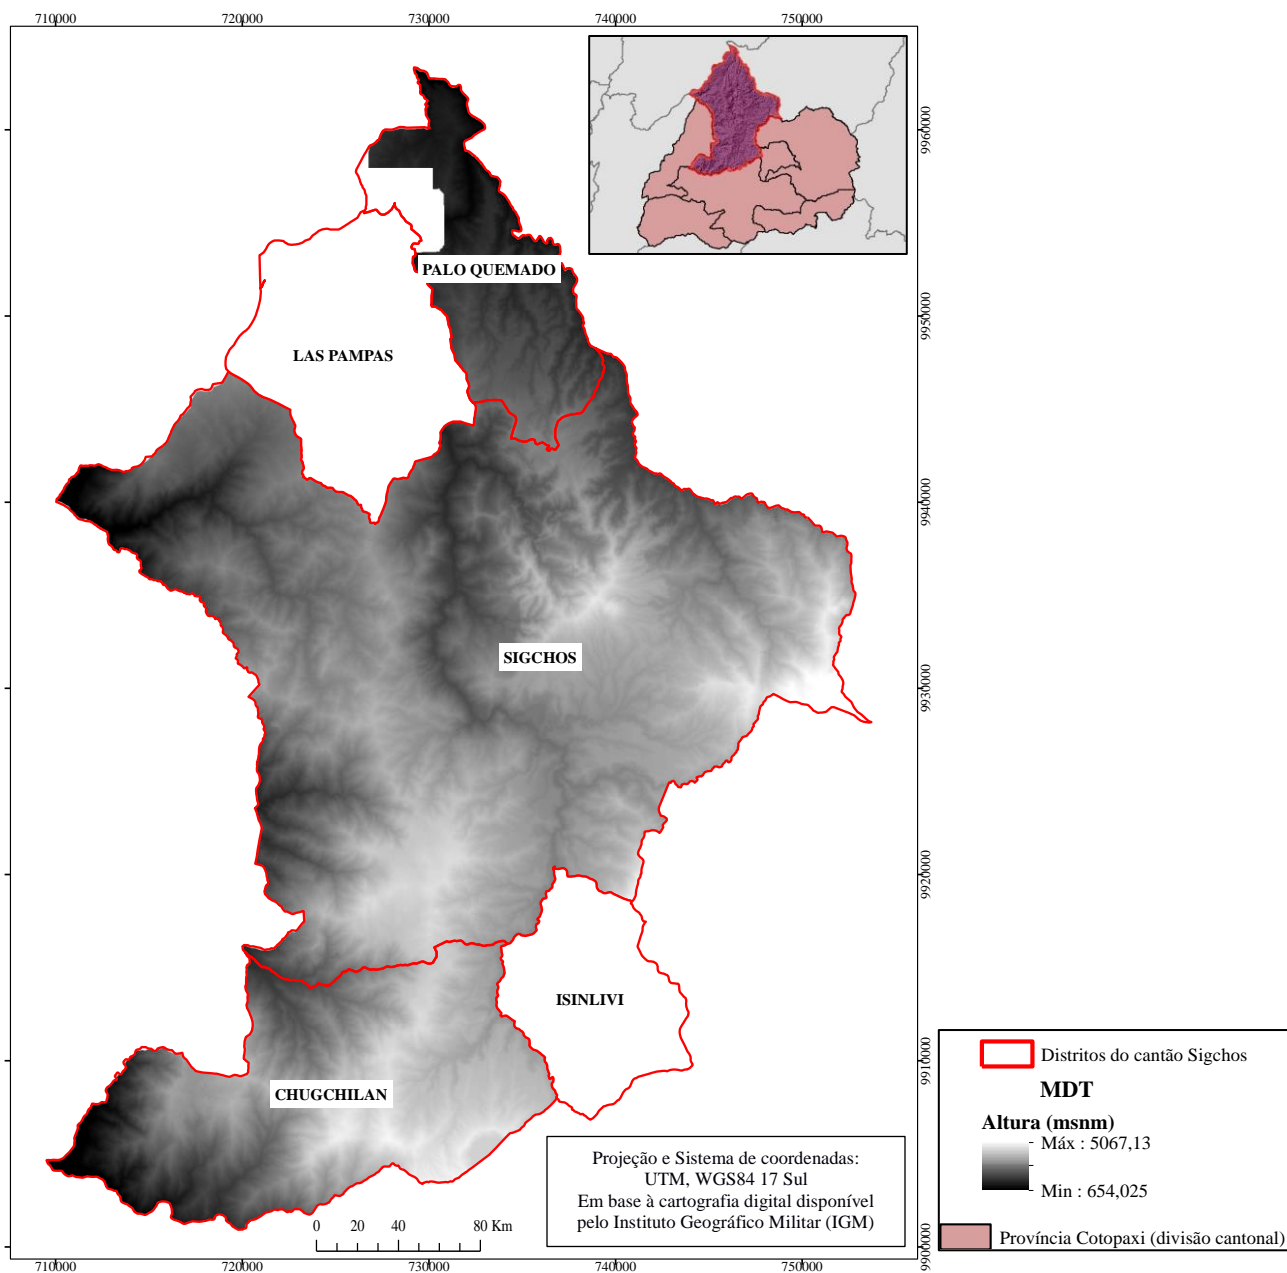 710000 720000 730000 740000 750000
9960000
9950000
9940000
9930000
9920000
9910000
9900000
PALO QUEMADO
LAS PAMPAS
SIGCHOS
ISINLIVI
CHUGCHILAN
Projeção e Sistema de coordenadas:
UTM, WGS84 17 Sul
Em base à cartografia digital disponível
pelo Instituto Geográfico Militar (IGM)
0 20 40 80 Km
Distritos do cantão Sigchos
MDT
Altura (msnm)
Máx : 5067,13
Min : 654,025
Província Cotopaxi (divisão cantonal)
710000 720000 730000 740000 750000